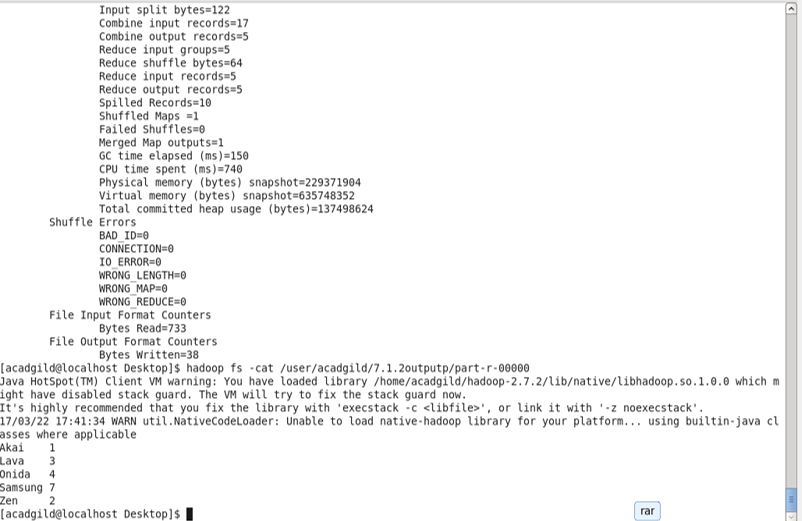 Input split bytes=122
Combine input records=17
Combine output records=5
Reduce input groups=5
Reduce shuffle bytes=64
Reduce input records=5
Reduce output records=5
Spilled Records=10
Shuffled Maps =1
Failed Shuffles=0
Merged Map outputs=1
GC time elapsed (ms)=150
CPU time spent (ms)=740
Physical memory (bytes) snapshot=229371904
Virtual memory (bytes) snapshot=635748352
Total committed heap usage (bytes)=137498624
Shuffle Errors
BAD_ID=0
CONNECTION=0
IO_ERROR=0
WRONG_LENGTH=0
WRONG_MAP=0
WRONG_REDUCE=0
File Input Format Counters
Bytes Read=733
File Output Format Counters
Bytes Written=38
[acadgild@localhost Desktop]$ hadoop fs -cat /user/acadgild/7.1.2outputp/part-r-00000
Java HotSpot(TM) Client VM warning: You have loaded library /home/acadgild/hadoop-2.7.2/lib/native/libhadoop.so.1.0.0 which m
ight have disabled stack guard. The VM will try to fix the stack guard now.
It's highly recommended that you fix the library with 'execstack -c <libfile>', or link it with '-z noexecstack'.
17/03/22 17:41:34 WARN util.NativeCodeLoader: Unable to load native-hadoop library for your platform... using builtin-java cl
asses where applicable
Akai 1
Lava 3
Onida 4
Samsung 7
Zen 2
[acadgild@localhost Desktop]$
rar